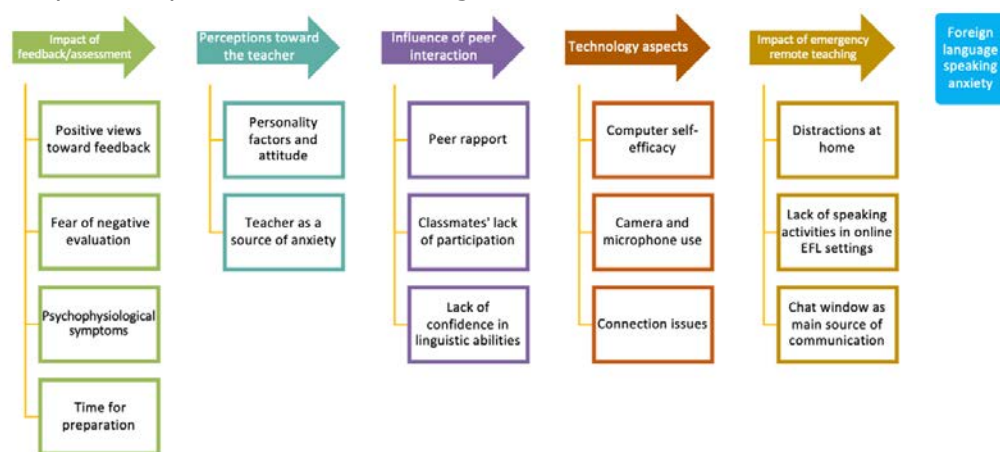 Impact of
feedback/assessment
Positive views
toward feedback
Fear of negative
evaluation
Psychophysiological
symptoms
Time for
preparation
Perceptions toward
the teacher
Personality
factors and
attitude
Teacher as a
source of anxiety
Influence of peer
interaction
Peer rapport
Classmates' lack
of participation
Lack of
confidence in
linguistic abilities
Technology aspects
Computer self-
efficacy
Camera and
microphone use
Connection issues
Impact of emergency
remote teaching
Distractions at
home
Lack of speaking
activities in online
EFL settings
Chat window as
main source of
communication
Foreign
language
speaking
anxiety